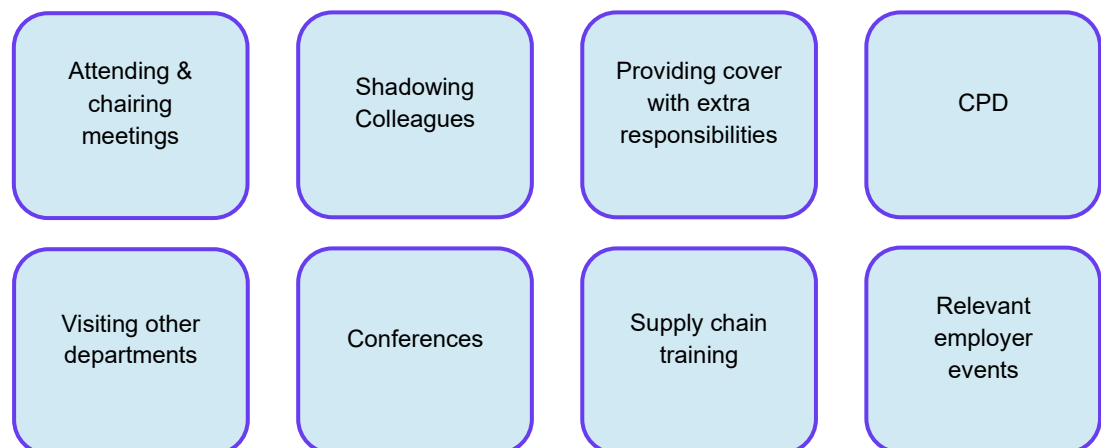 Attending &
chairing
meetings
Shadowing
Colleagues
Providing cover
with extra
responsibilities
CPD
Visiting other
departments
Conferences
Supply chain
training
Relevant
employer
events